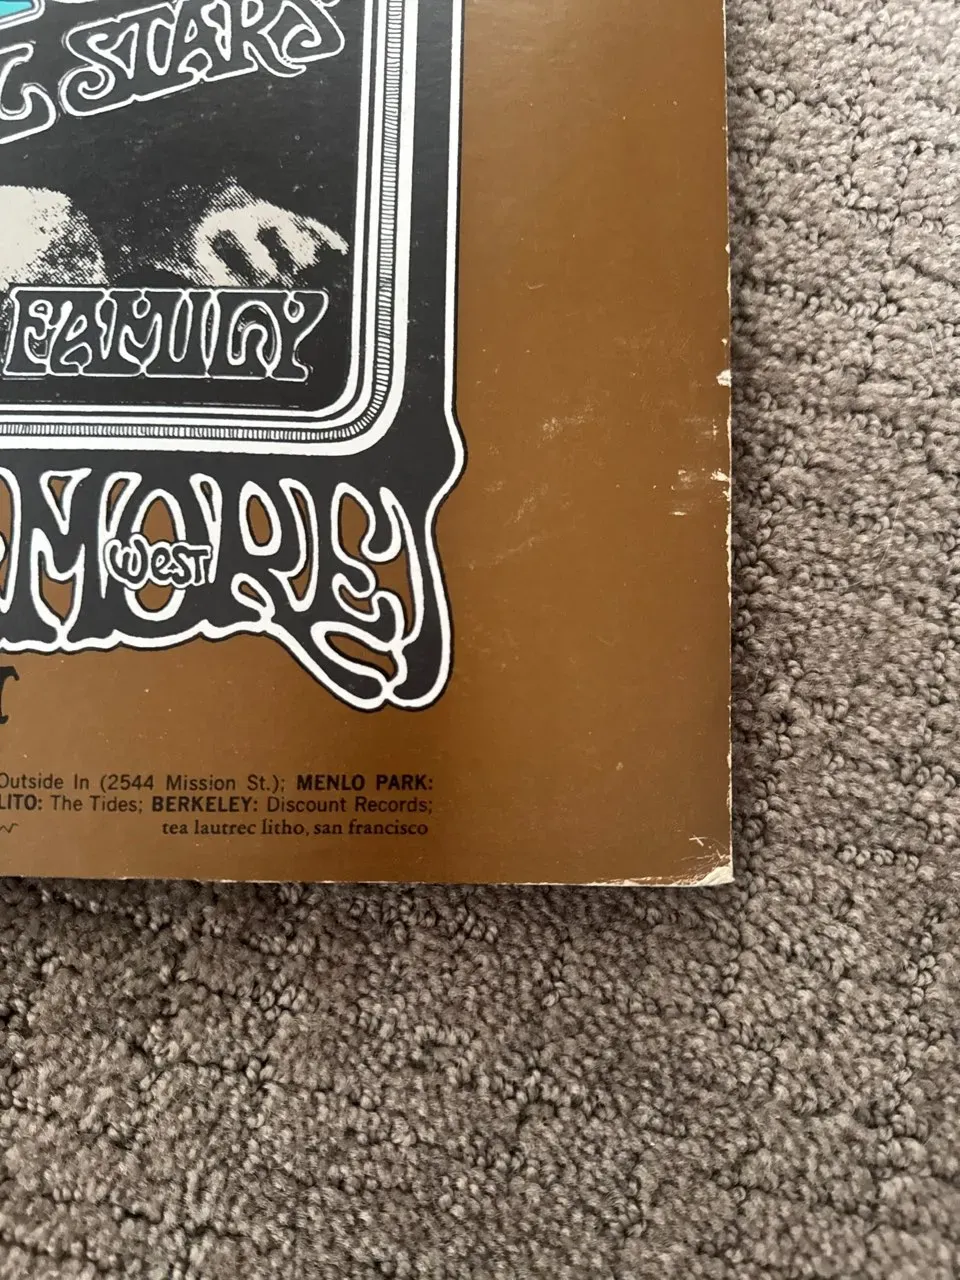 STARS
FAMILY
MORE
West
Outside In (2544 Mission St.); MENLO PARK:
LITO: The Tides; BERKELEY: Discount Records;
tea lautrec litho, san francisco